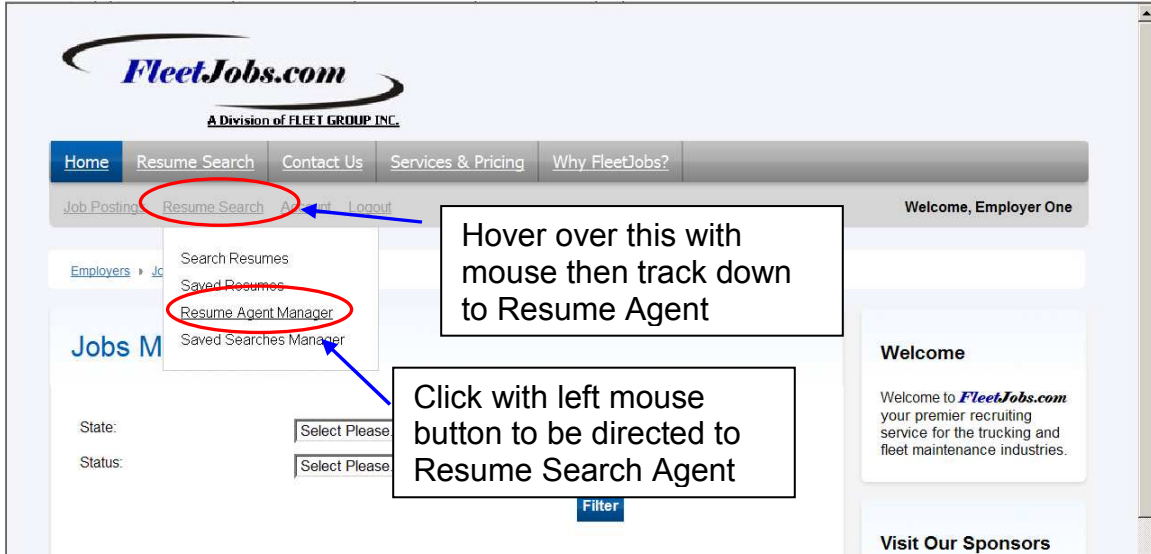 FleetJobs.com
A Division of FLEET GROUP INC.
Home Resume Search Contact Us Services & Pricing Why FleetJobs?
Job Postings Resume Search Account Logout
Welcome, Employer One
Hover over this with
mouse then track down
to Resume Agent
Employers
Search Resumes
Saved Resumes
Resume Agent Manager
Saved Searches Manager
Jobs M
Click with left mouse
button to be directed to
Resume Search Agent
State: Select Please.
Status: Select Please.
Filter
Welcome
Welcome to FleetJobs.com
your premier recruiting
service for the trucking and
fleet maintenance industries.
Visit Our Sponsors